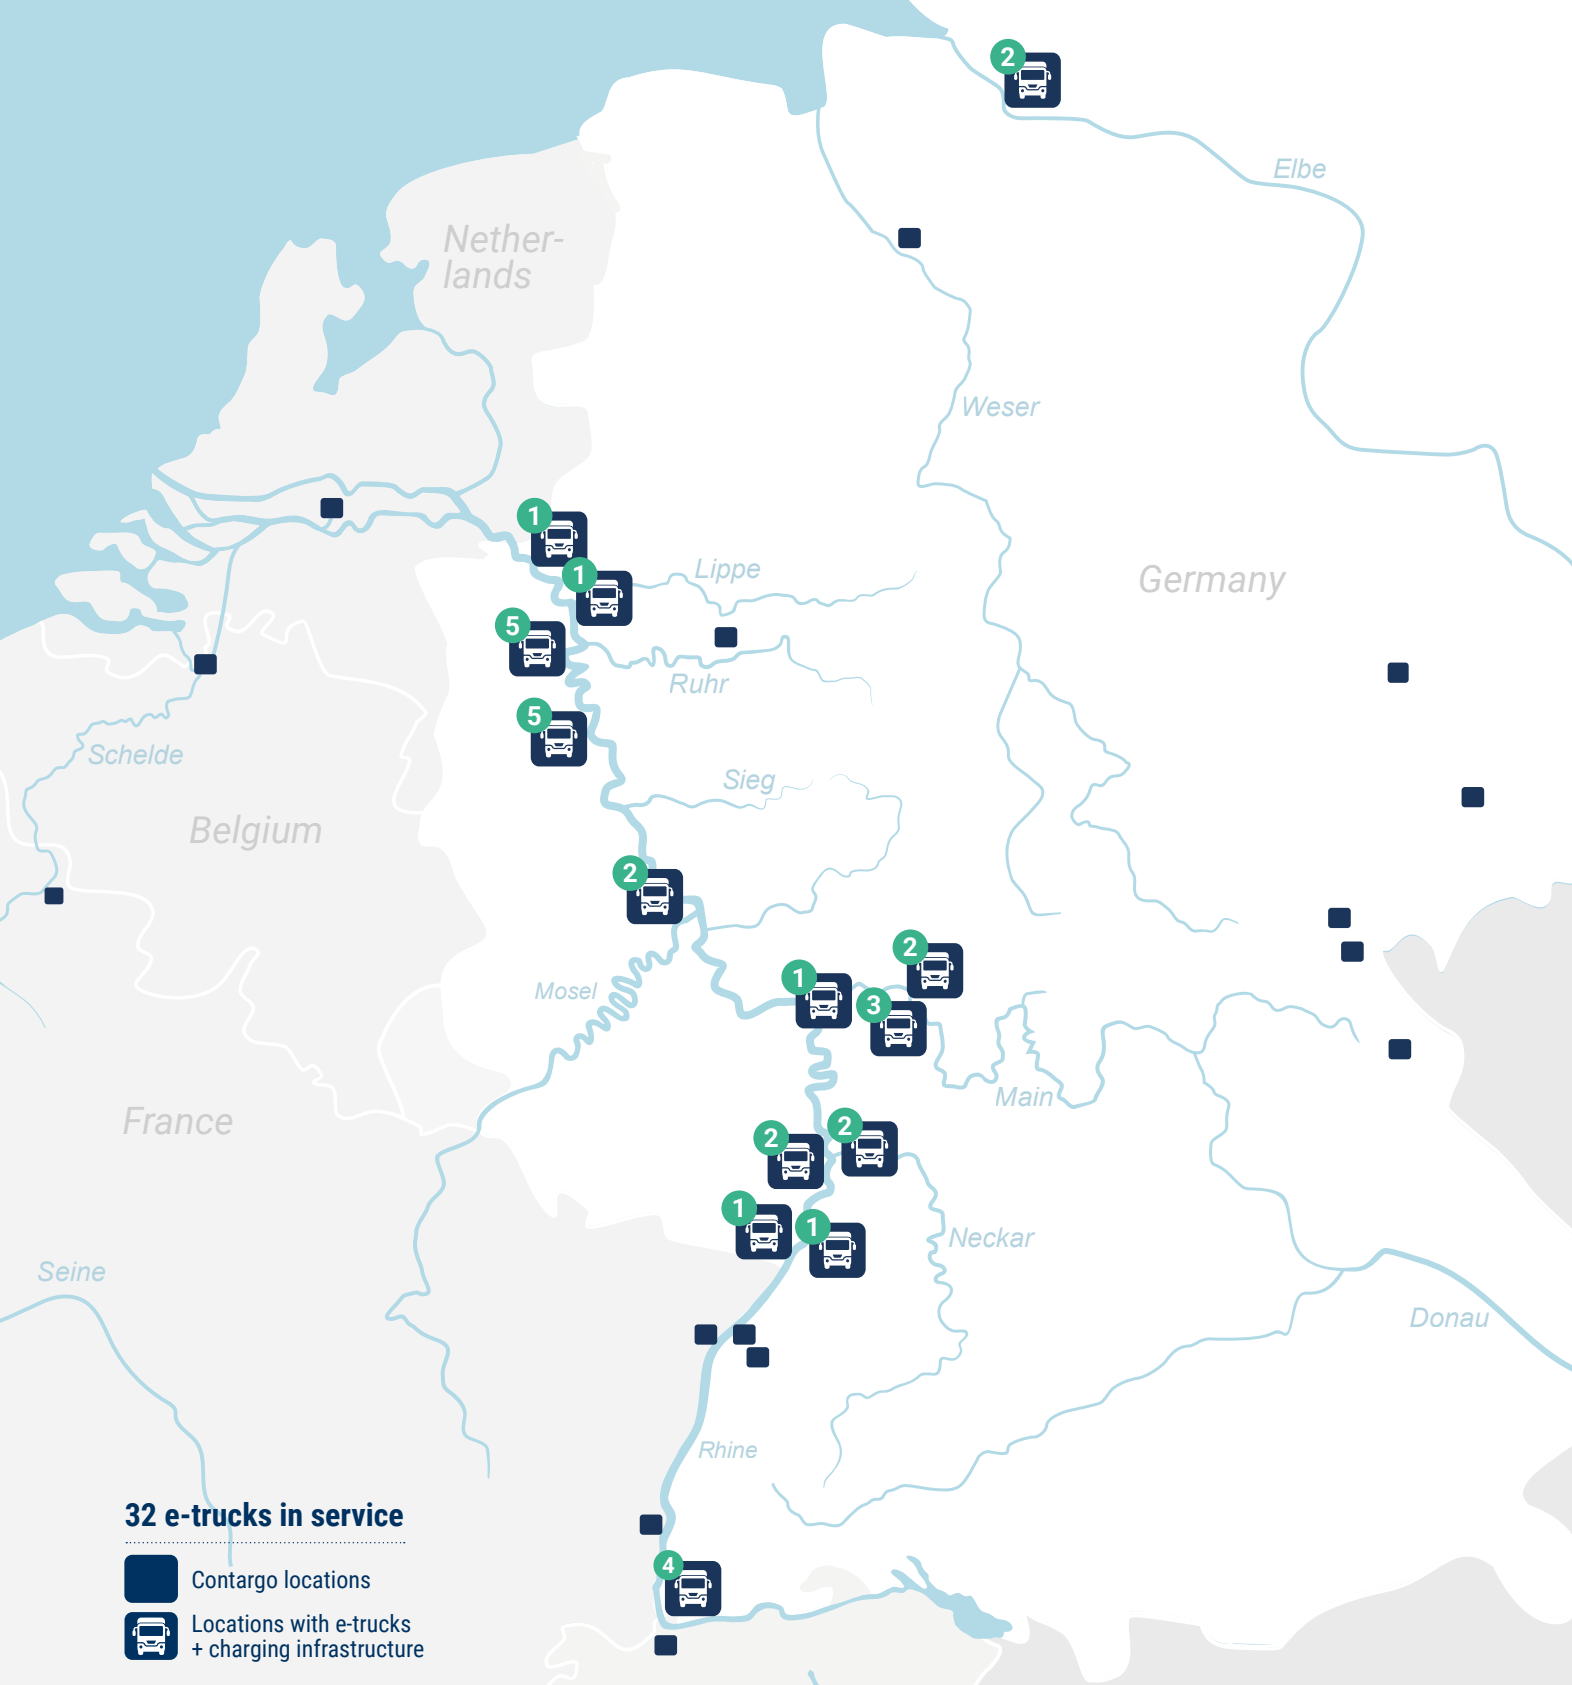 2
Elbe
Nether-
lands
Weser
1
1
Lippe
Germany
5
Ruhr
5
Schelde
Sieg
Belgium
2
2
1
3
Mosel
Main
France
2
2
1
1
Neckar
Seine
Donau
Rhine
32 e-trucks in service
4
Contargo locations
Locations with e-trucks
+ charging infrastructure